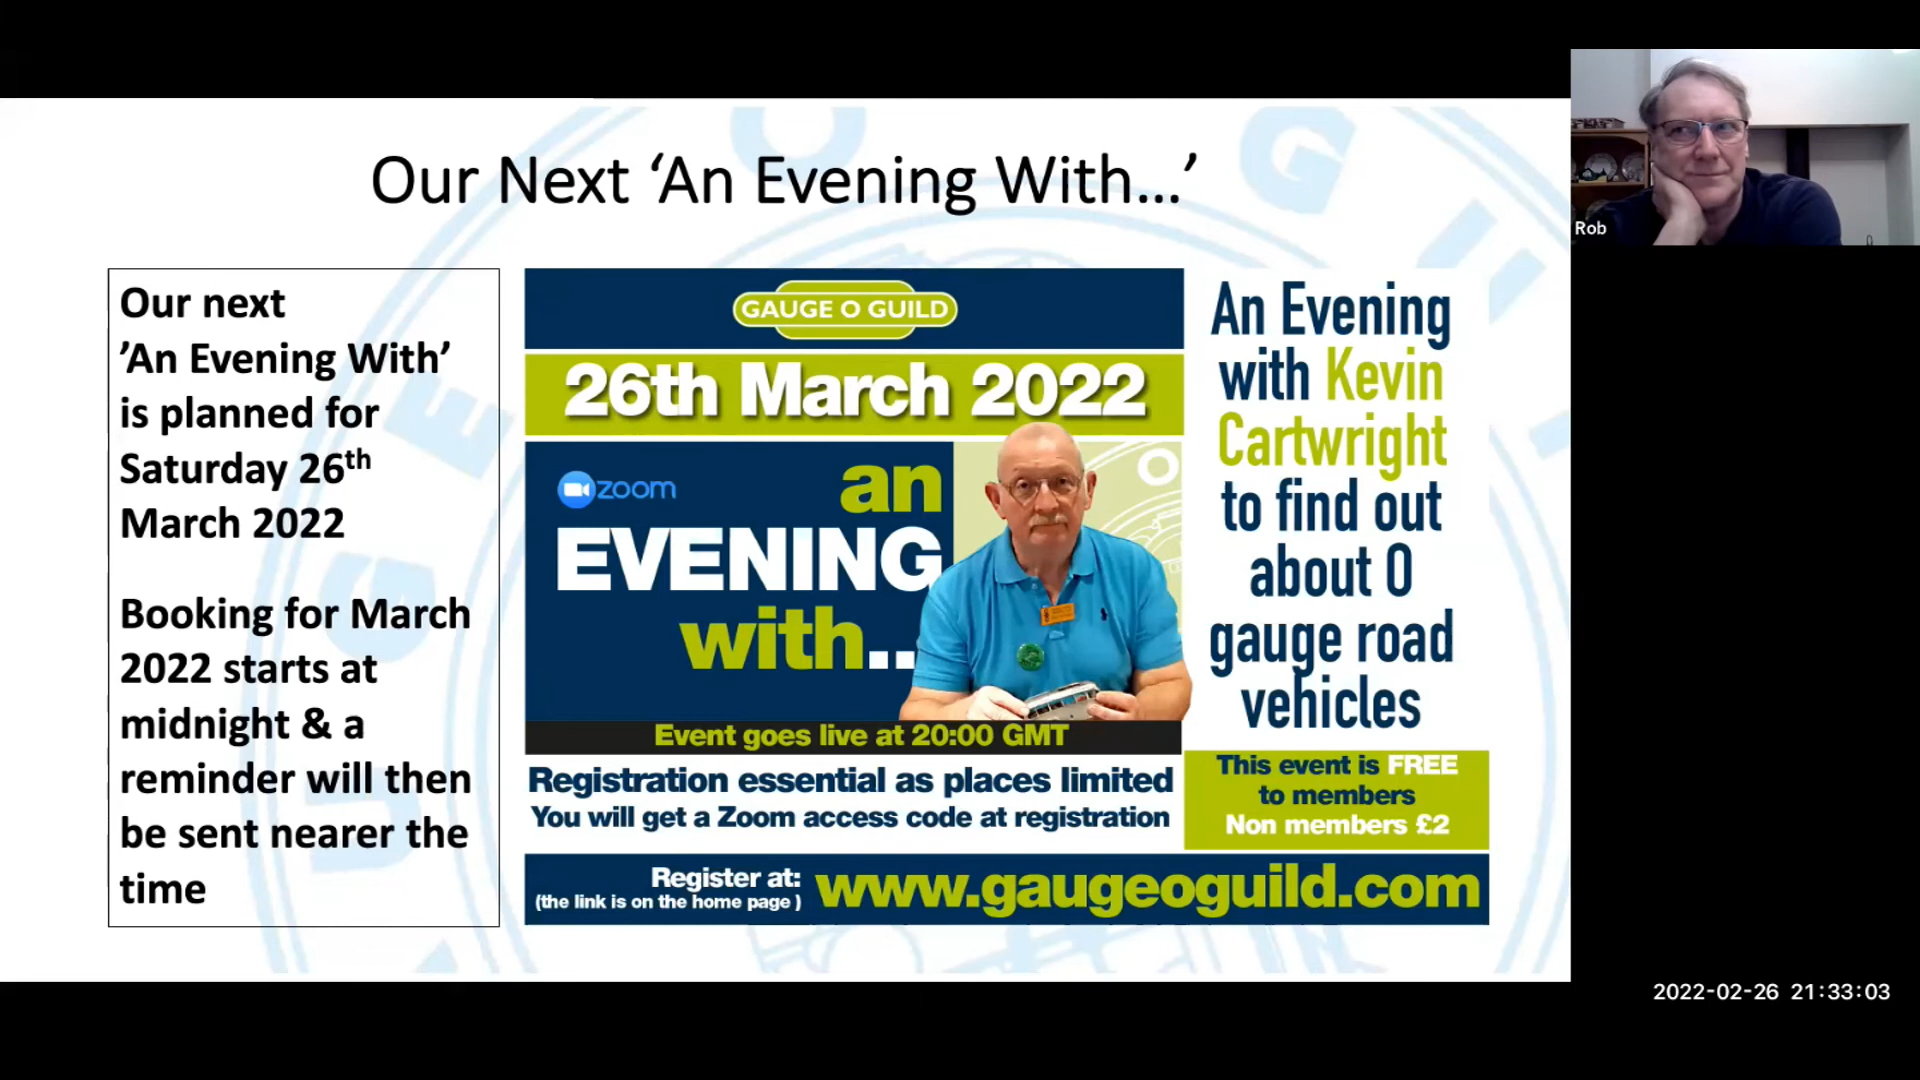 Our Next ‘An Evening With...’
Our next
’An Evening With’
is planned for
Saturday 26th
March 2022
Booking for March
2022 starts at
midnight & a
reminder will then
be sent nearer the
time
GAUGE O GUILD
26th March 2022
zoom
an
EVENING
with..
Event goes live at 20:00 GMT
Registration essential as places limited
You will get a Zoom access code at registration
An Evening
with Kevin
Cartwright
to find out
about O
gauge road
vehicles
This event is FREE
to members
Non members £2
Register at:
(the link is on the home page )
www.gaugeoguild.com
Rob
2022-02-26 21:33:03